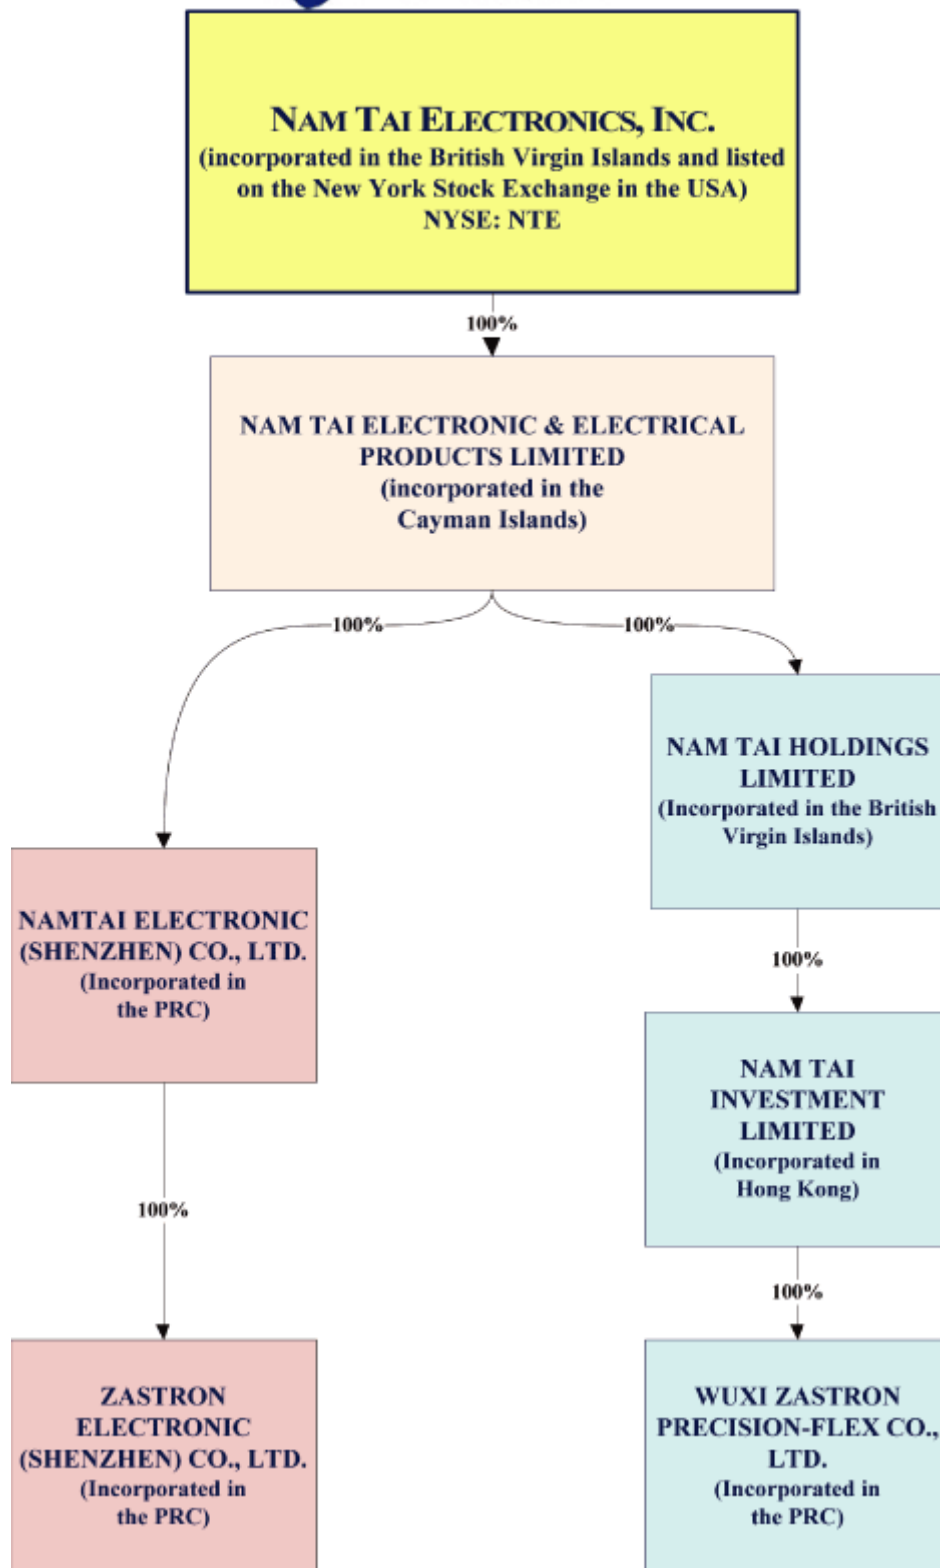 NAM TAI ELECTRONICS, INC.
(incorporated in the British Virgin Islands and listed
on the New York Stock Exchange in the USA)
NYSE: NTE
100%
NAM TAI ELECTRONIC & ELECTRICAL
PRODUCTS LIMITED
(incorporated in the
Cayman Islands)
100%
100%
NAM TAI HOLDINGS
LIMITED
(Incorporated in the British
Virgin Islands)
NAMTAI ELECTRONIC
(SHENZHEN) CO., LTD.
(Incorporated in
the PRC)
100%
NAM TAI
INVESTMENT
LIMITED
(Incorporated in
Hong Kong)
100%
100%
ZASTRON
ELECTRONIC
(SHENZHEN) CO., LTD.
(Incorporated in
the PRC)
WUXI ZASTRON
PRECISION-FLEX CO.,
LTD.
(Incorporated in
the PRC)